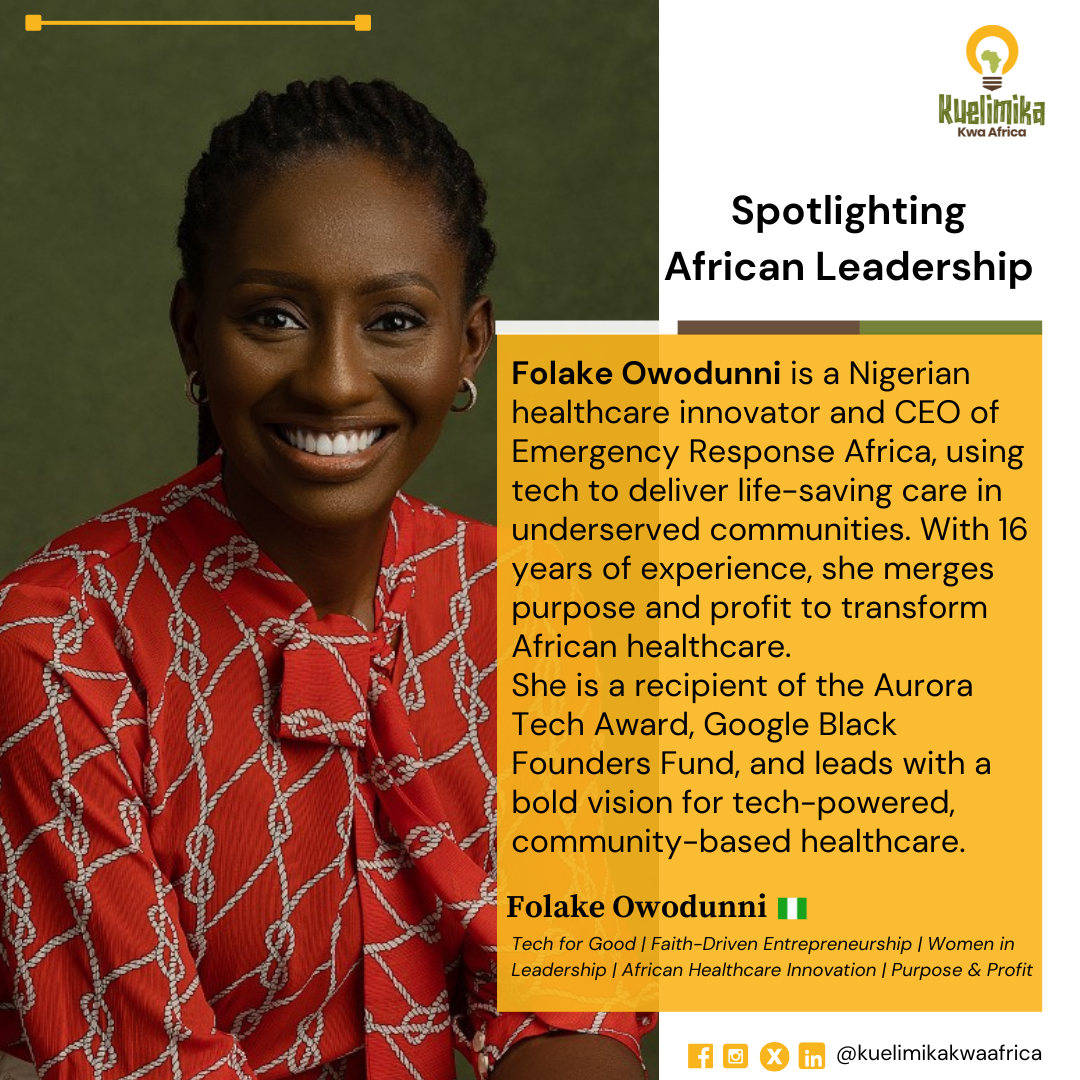 Kuelimika
Kwa Africa
Spotlighting
African Leadership
Folake Owodunni is a Nigerian
healthcare innovator and CEO of
Emergency Response Africa, using
tech to deliver life-saving care in
underserved communities. With 16
years of experience, she merges
purpose and profit to transform
African healthcare.
She is a recipient of the Aurora
Tech Award, Google Black
Founders Fund, and leads with a
bold vision for tech-powered,
community-based healthcare.
Folake Owodunni
Tech for Good | Faith-Driven Entrepreneurship | Women in
Leadership | African Healthcare Innovation | Purpose & Profit
@kuelimikakwaafrica